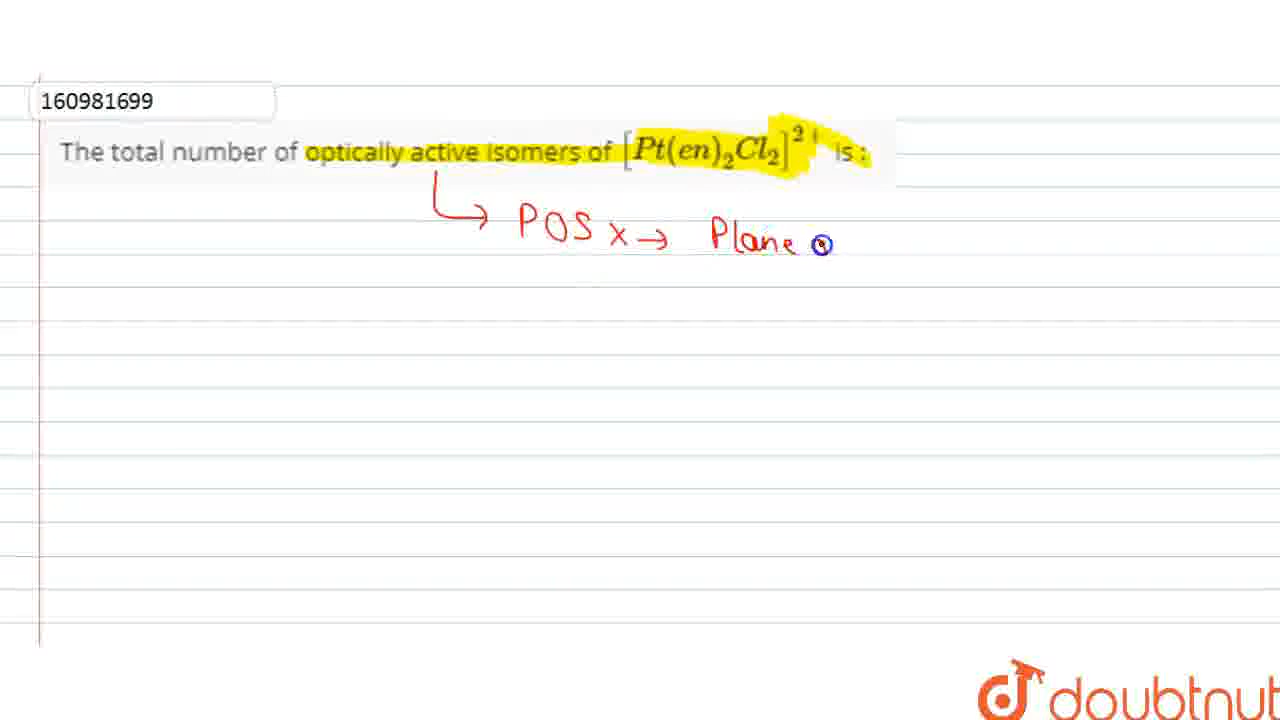 160981699
The total number of optically active isomers of [Pt(en)₂Cl₂]²⁺ is :
POS x → Plane o
doubtnut